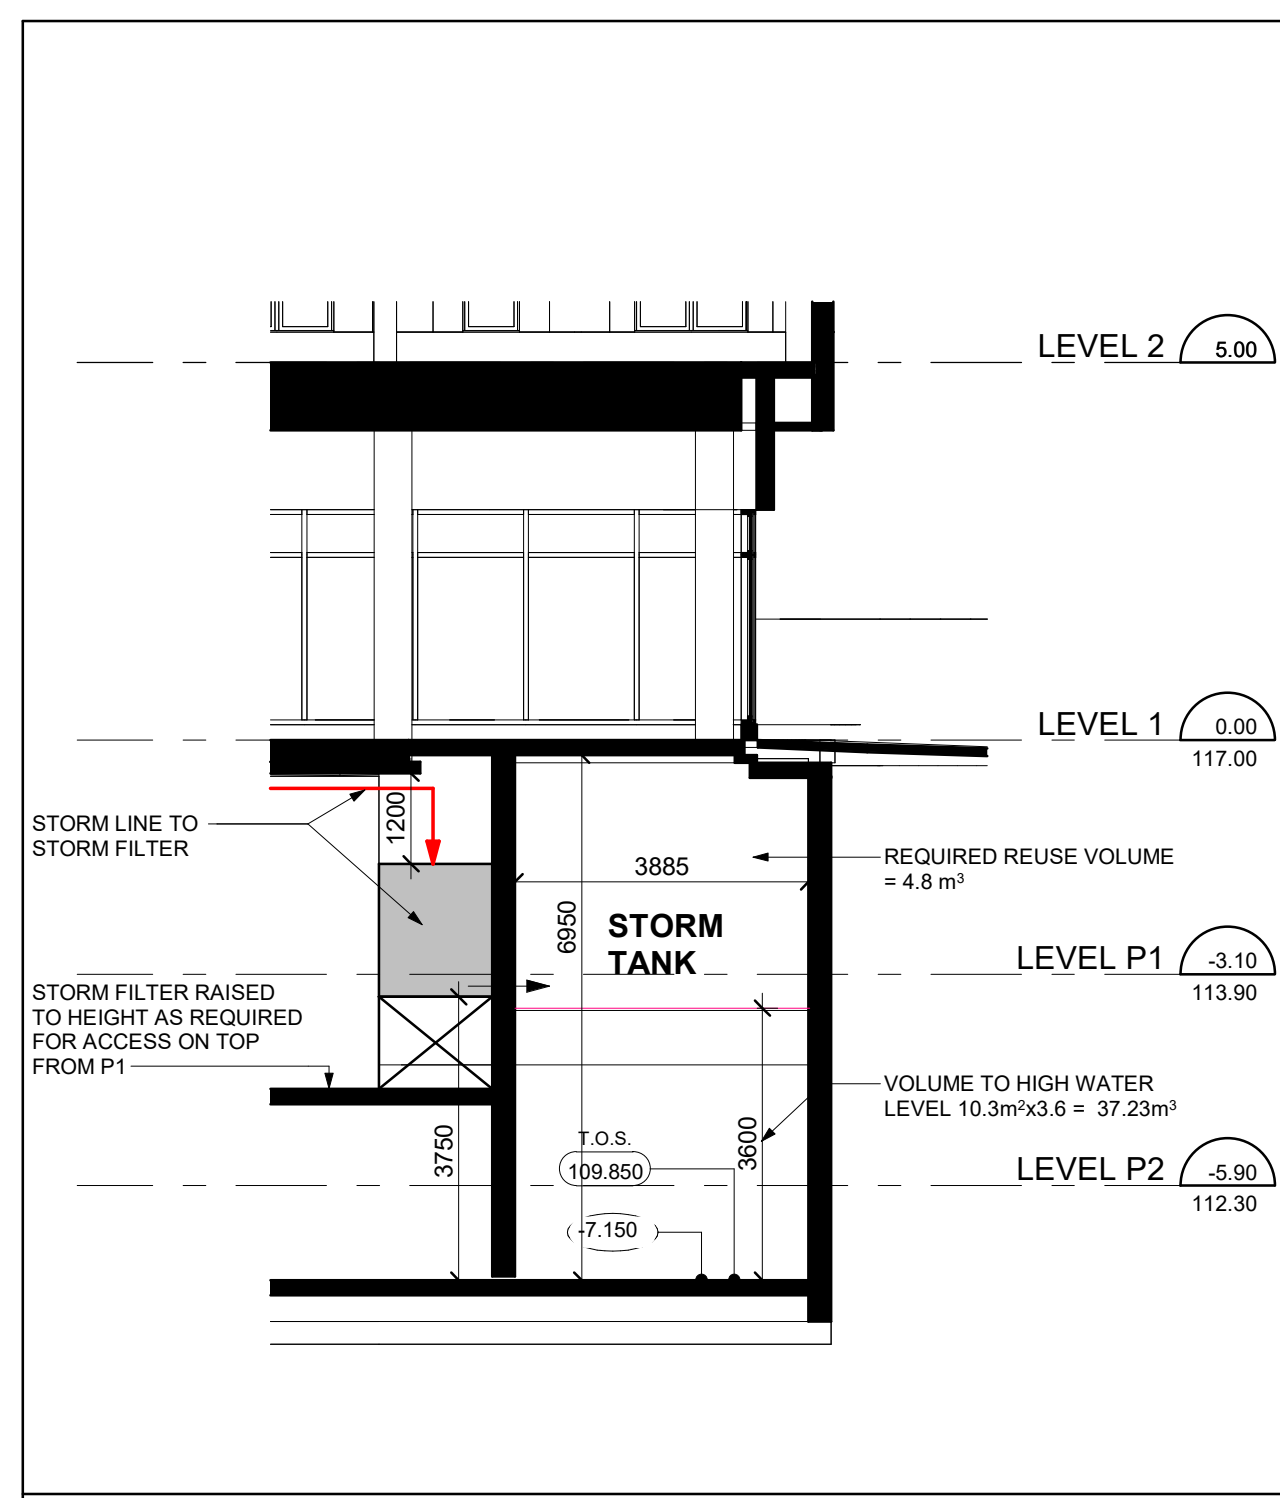 LEVEL 2
5.00
LEVEL 1
0.00
117.00
STORM LINE TO
STORM FILTER
1200
3885
6950
STORM
TANK
REQUIRED REUSE VOLUME
= 4.8 m³
LEVEL P1
-3.10
113.90
STORM FILTER RAISED
TO HEIGHT AS REQUIRED
FOR ACCESS ON TOP
FROM P1
VOLUME TO HIGH WATER
LEVEL 10.3m²x3.6 = 37.23m³
3750
3600
T.O.S.
109.850
-7.150
LEVEL P2
-5.90
112.30